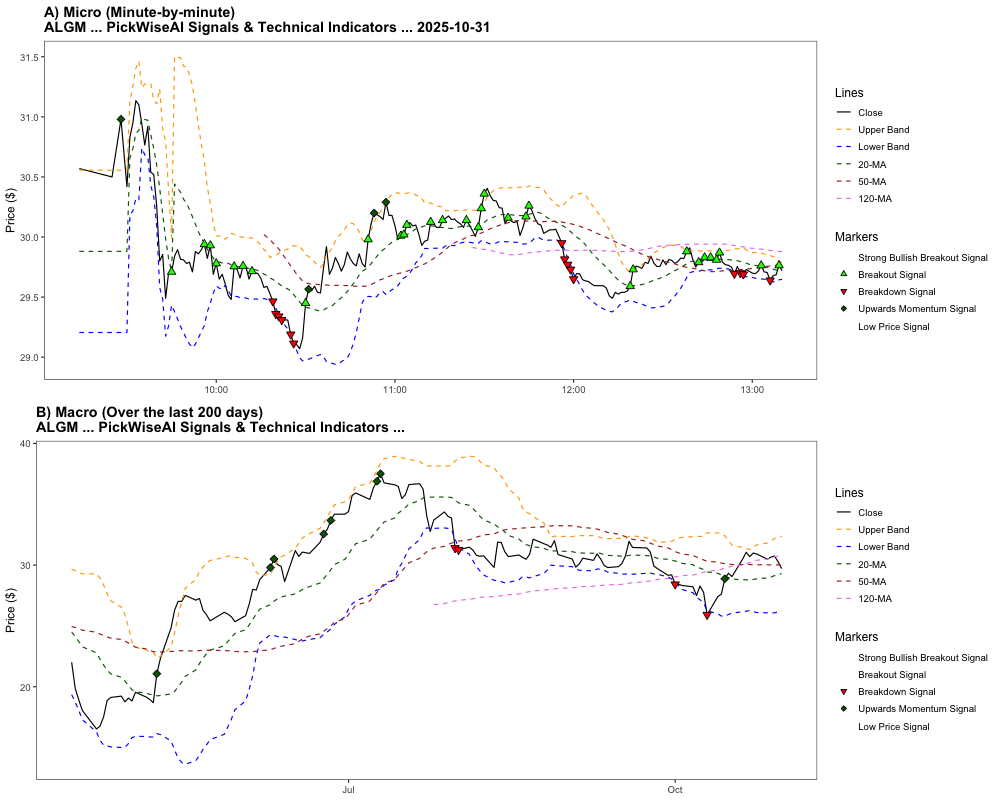 A) Micro (Minute-by-minute)
ALGM ... PickWiseAI Signals & Technical Indicators ... 2025-10-31
Price ($)
31.5
31.0
30.5
30.0
29.5
29.0
10:00
11:00
12:00
13:00
Lines
Close
Upper Band
Lower Band
20-MA
50-MA
120-MA
Markers
Strong Bullish Breakout Signal
Breakout Signal
Breakdown Signal
Upwards Momentum Signal
Low Price Signal
B) Macro (Over the last 200 days)
ALGM ... PickWiseAI Signals & Technical Indicators ...
Price ($)
40
30
20
Jul
Oct
Lines
Close
Upper Band
Lower Band
20-MA
50-MA
120-MA
Markers
Strong Bullish Breakout Signal
Breakout Signal
Breakdown Signal
Upwards Momentum Signal
Low Price Signal